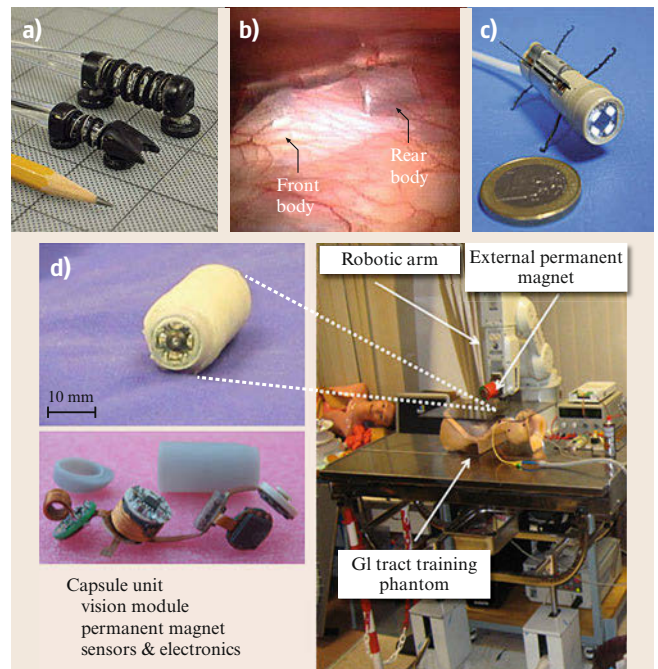 a)
b)
Front
body
Rear
body
c)
d)
10 mm
Capsule unit
vision module
permanent magnet
sensors & electronics
Robotic arm
External permanent
magnet
Gl tract training
phantom